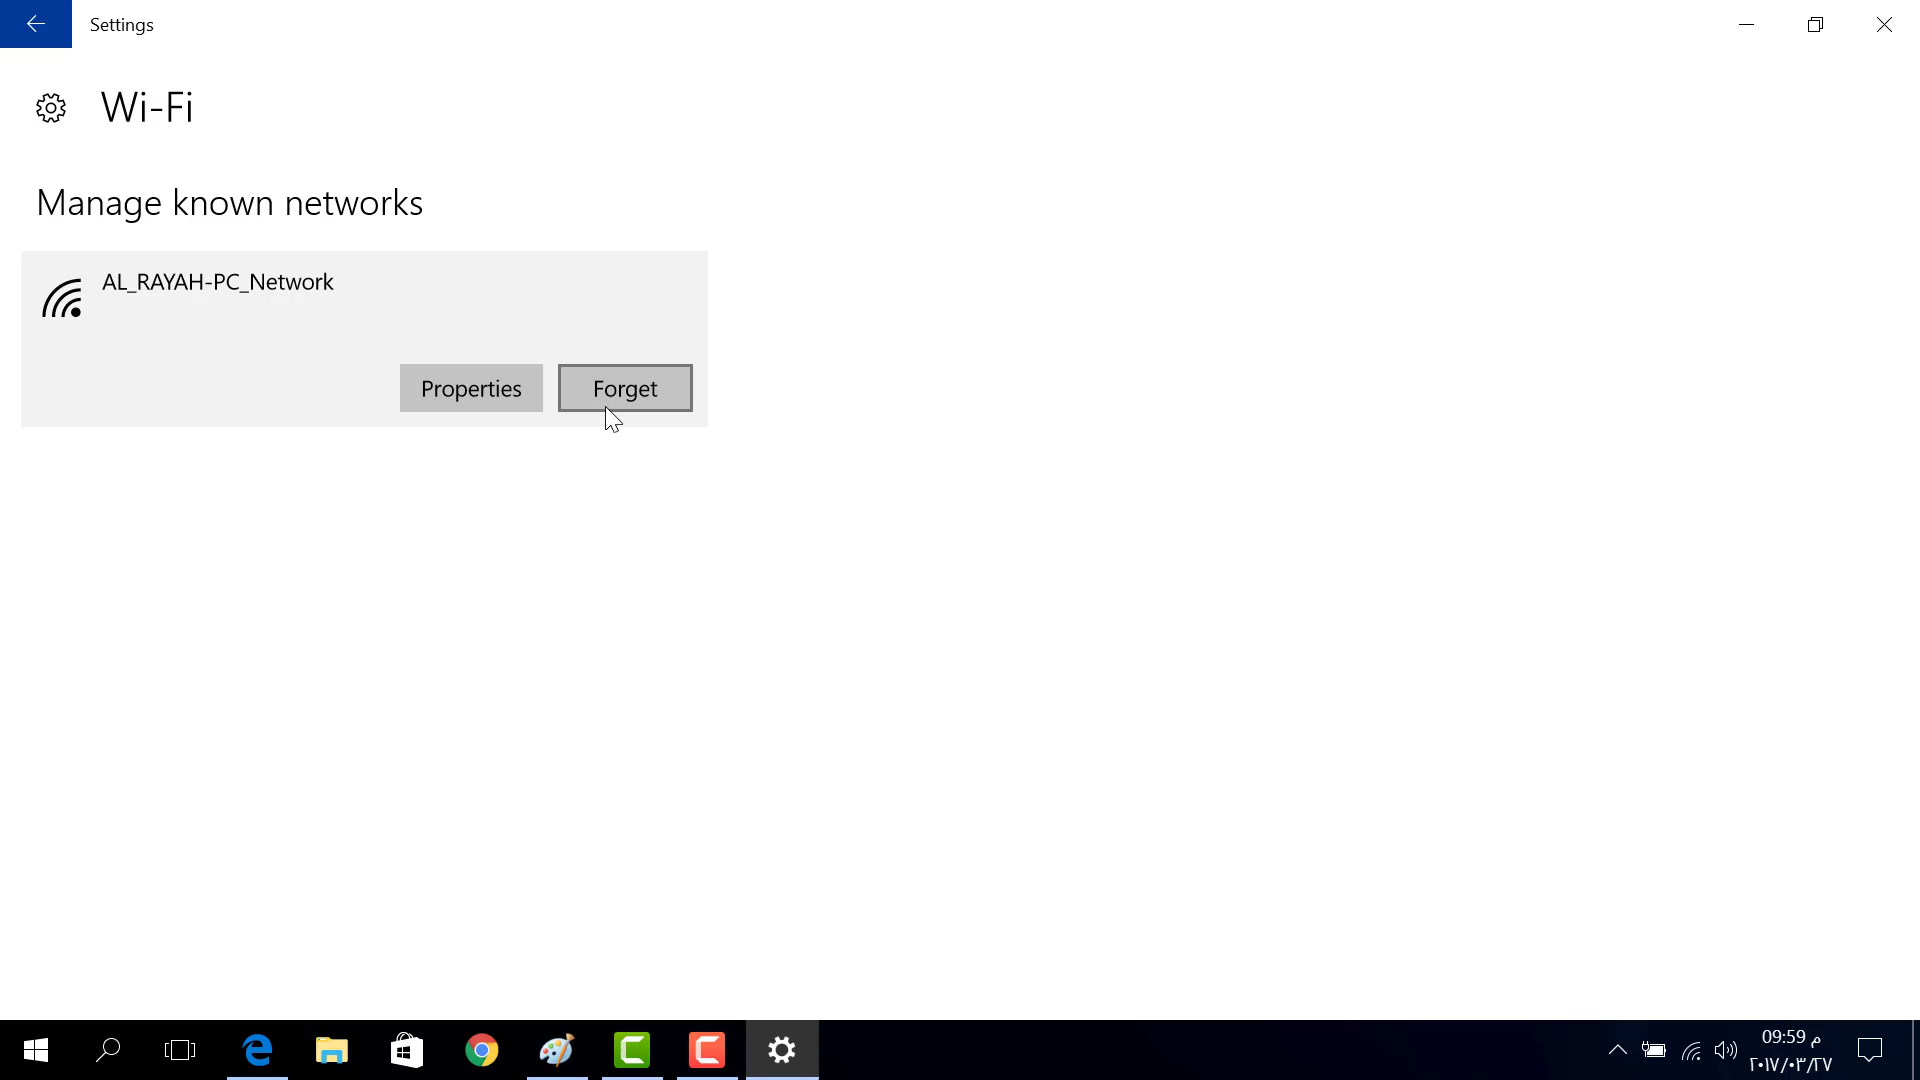 Settings
Wi-Fi
Manage known networks
AL_RAYAH-PC_Network
Properties
Forget
09:59 م
٢٠١٧/٠٣/٢٧